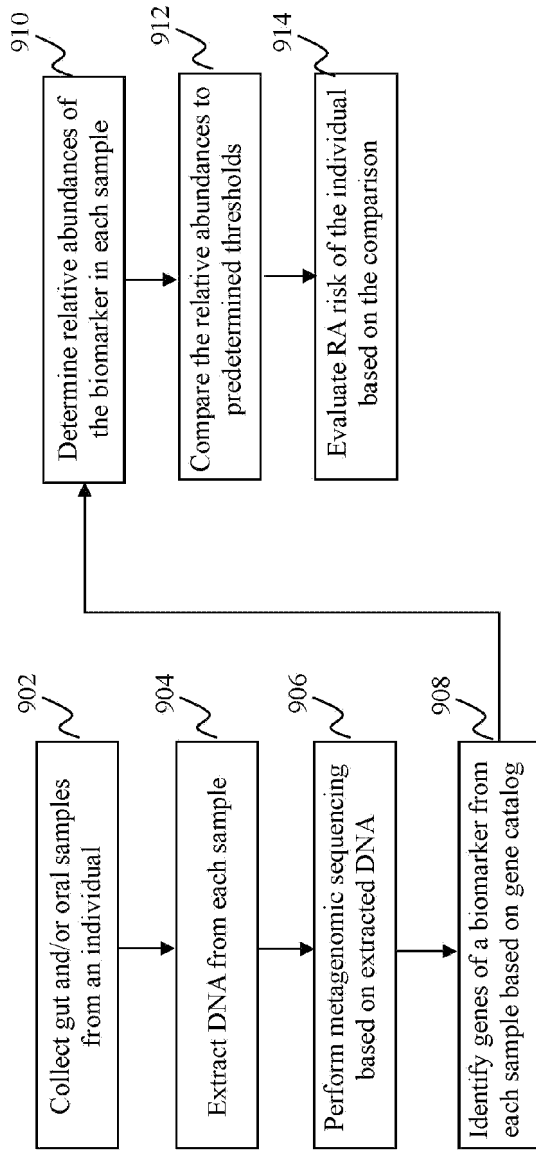 902
Collect gut and/or oral samples
from an individual
904
Extract DNA from each sample
906
Perform metagenomic sequencing
based on extracted DNA
908
Identify genes of a biomarker from
each sample based on gene catalog
910
Determine relative abundances of
the biomarker in each sample
912
Compare the relative abundances to
predetermined thresholds
914
Evaluate RA risk of the individual
based on the comparison